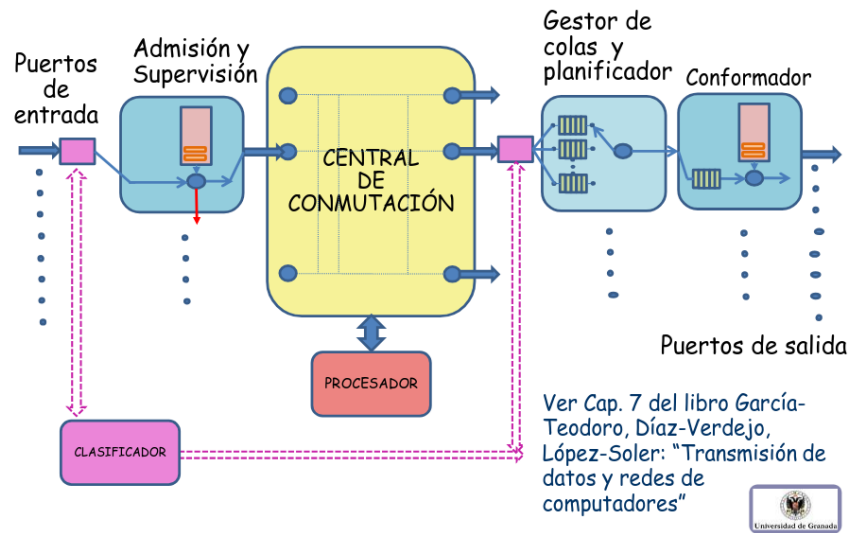 Puertos
de
entrada
Admisión y
Supervisión
CENTRAL
DE
CONMUTACIÓN
Gestor de
colas y
planificador
Conformador
PROCESADOR
CLASIFICADOR
Puertos de salida
Ver Cap. 7 del libro García-
Teodoro, Díaz-Verdejo,
López-Soler: “Transmisión de
datos y redes de
computadores”
Universidad de Granada